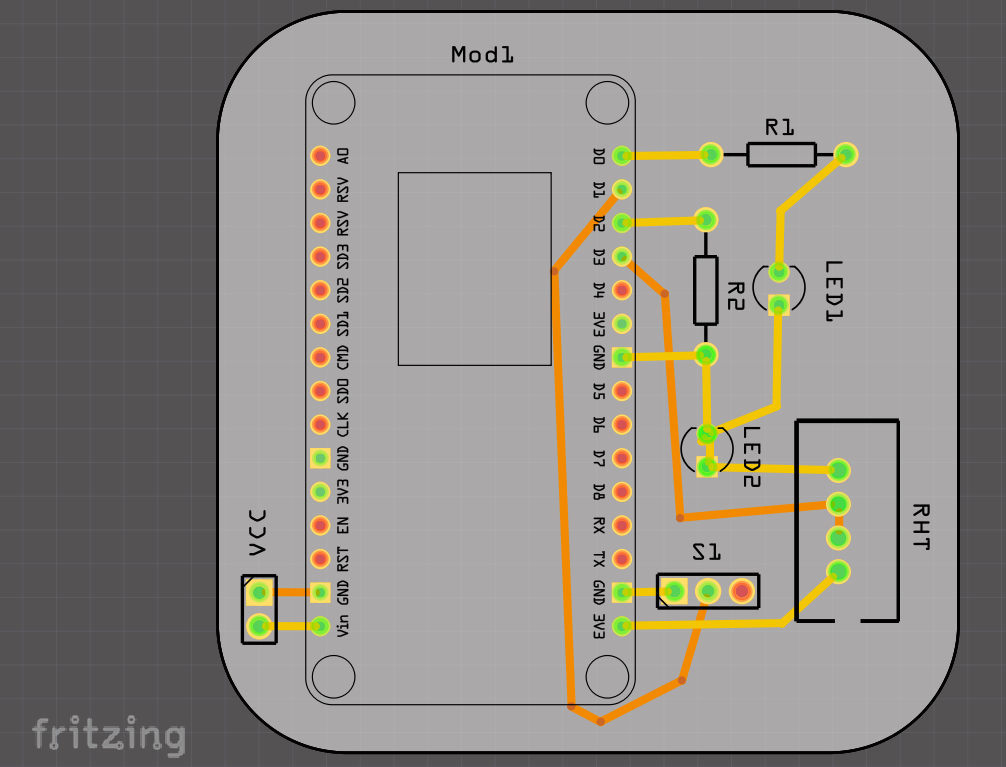 Mod1
R1
A0
RSV
RSV
SD3
SD2
SD1
CMD
SD0
CLK
GND
3V3
EN
RST
GND
Vin
D0
D1
D2
D3
D4
3V3
GND
D5
D6
D7
D8
RX
TX
GND
3V3
R2
LED1
LED2
RHT
VCC
S1
fritzing